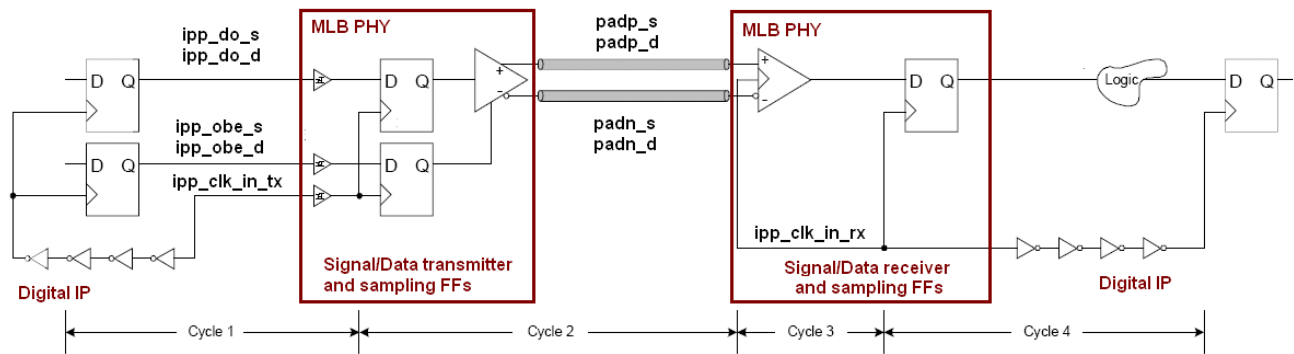 MLB PHY
ipp_do_s
ipp_do_d
D Q
D Q
ipp_obe_s
ipp_obe_d
D Q
D Q
ipp_clk_in_tx
+
-
Signal/Data transmitter
and sampling FFs
Digital IP
padp_s
padp_d
padn_s
padn_d
MLB PHY
+
-
D Q
ipp_clk_in_rx
Signal/Data receiver
and sampling FFs
Logic
D Q
Digital IP
Cycle 1
Cycle 2
Cycle 3
Cycle 4